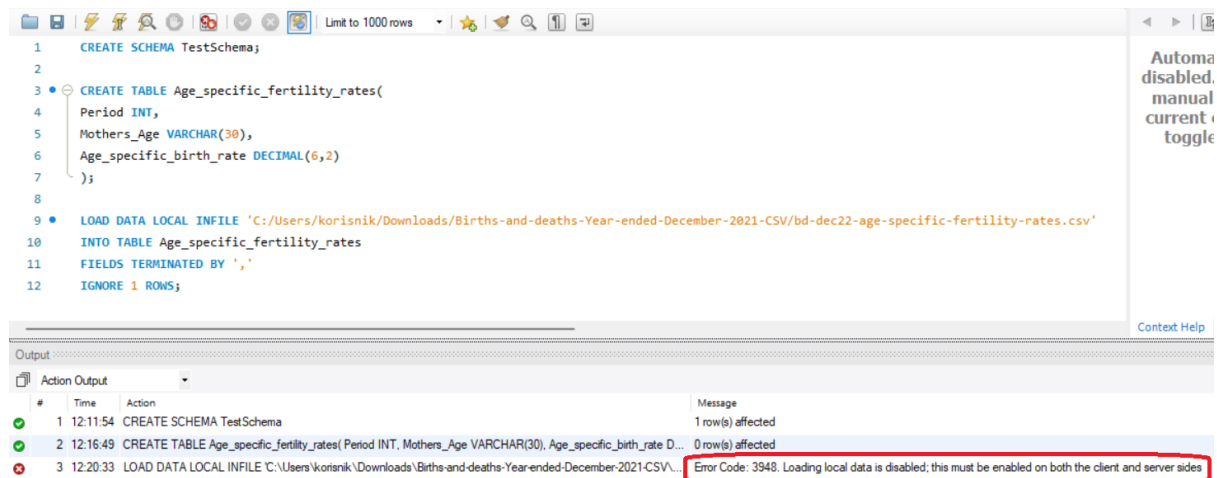 Limit to 1000 rows
1 CREATE SCHEMA TestSchema;
2
3 CREATE TABLE Age_specific_fertility_rates(
4 Period INT,
5 Mothers_Age VARCHAR(30),
6 Age_specific_birth_rate DECIMAL(6,2)
7 );
8
9 LOAD DATA LOCAL INFILE 'C:/Users/korisnik/Downloads/Births-and-deaths-Year-ended-December-2021-CSV/bd-dec22-age-specific-fertility-rates.csv'
10 INTO TABLE Age_specific_fertility_rates
11 FIELDS TERMINATED BY ','
12 IGNORE 1 ROWS;
Automa
disabled.
manual
current
toggle
Context Help
Output
Action Output
# Time Action Message
1 12:11:54 CREATE SCHEMA TestSchema 1 row(s) affected
2 12:16:49 CREATE TABLE Age_specific_fertility_rates( Period INT, Mothers_Age VARCHAR(30), Age_specific_birth_rate D... 0 row(s) affected
3 12:20:33 LOAD DATA LOCAL INFILE 'C:\Users\korisnik\Downloads\Births-and-deaths-Year-ended-December-2021-CSV\... Error Code: 3948. Loading local data is disabled; this must be enabled on both the client and server sides